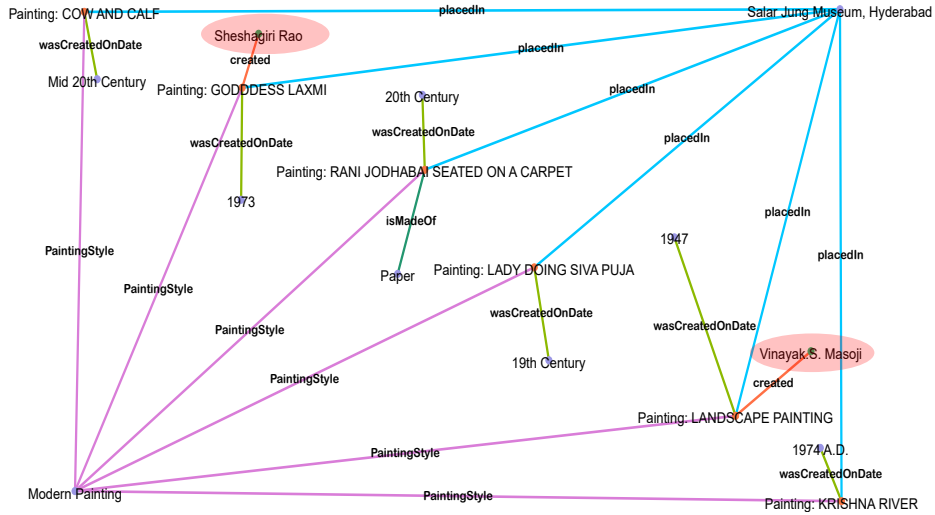 placedIn
Painting: COW AND CALF
Salar Jung Museum, Hyderabad
Sheshagiri Rao
wasCreatedOnDate
placedIn
created
Mid 20th Century
Painting: GODDDESS LAXMI
placedIn
20th Century
wasCreatedOnDate
placedIn
wasCreatedOnDate
Painting: RANI JODHABAI SEATED ON A CARPET
1973
placedIn
isMadeOf
1947
PaintingStyle
placedIn
Painting: LADY DOING SIVA PUJA
Paper
PaintingStyle
wasCreatedOnDate
wasCreatedOnDate
PaintingStyle
Vinayak.S. Masoji
19th Century
PaintingStyle
created
Painting: LANDSCAPE PAINTING
1974 A.D.
PaintingStyle
wasCreatedOnDate
Modern Painting
PaintingStyle
Painting: KRISHNA RIVER